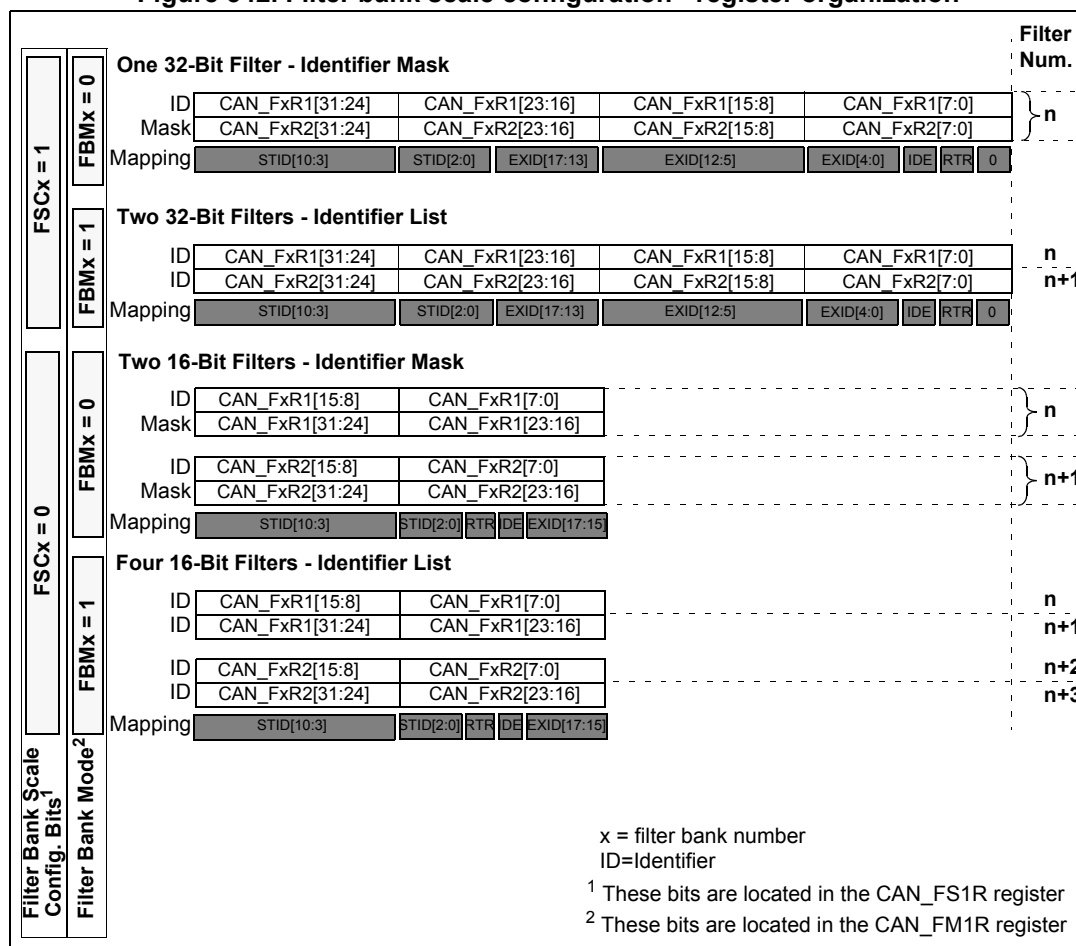 Filter
Num.
One 32-Bit Filter - Identifier Mask
FSCx = 1
FBMx = 0
ID CAN_FxR1[31:24] CAN_FxR1[23:16] CAN_FxR1[15:8] CAN_FxR1[7:0]
n
Mask CAN_FxR2[31:24] CAN_FxR2[23:16] CAN_FxR2[15:8] CAN_FxR2[7:0]
Mapping STID[10:3] STID[2:0] EXID[17:13] EXID[12:5] EXID[4:0] IDE RTR 0
Two 32-Bit Filters - Identifier List
FBMx = 1
ID CAN_FxR1[31:24] CAN_FxR1[23:16] CAN_FxR1[15:8] CAN_FxR1[7:0] n
ID CAN_FxR2[31:24] CAN_FxR2[23:16] CAN_FxR2[15:8] CAN_FxR2[7:0] n+1
Mapping STID[10:3] STID[2:0] EXID[17:13] EXID[12:5] EXID[4:0] IDE RTR 0
Two 16-Bit Filters - Identifier Mask
FSCx = 0
FBMx = 0
ID CAN_FxR1[15:8] CAN_FxR1[7:0]
n
Mask CAN_FxR1[31:24] CAN_FxR1[23:16]
ID CAN_FxR2[15:8] CAN_FxR2[7:0]
n+1
Mask CAN_FxR2[31:24] CAN_FxR2[23:16]
Mapping STID[10:3] STID[2:0] RTR IDE EXID[17:15]
Four 16-Bit Filters - Identifier List
FBMx = 1
ID CAN_FxR1[15:8] CAN_FxR1[7:0] n
ID CAN_FxR1[31:24] CAN_FxR1[23:16] n+1
ID CAN_FxR2[15:8] CAN_FxR2[7:0] n+2
ID CAN_FxR2[31:24] CAN_FxR2[23:16] n+3
Mapping STID[10:3] STID[2:0] RTR IDE EXID[17:15]
Filter Bank Scale
Config. Bits1
Filter Bank Mode2
x = filter bank number
ID=Identifier
1 These bits are located in the CAN_FS1R register
2 These bits are located in the CAN_FM1R register